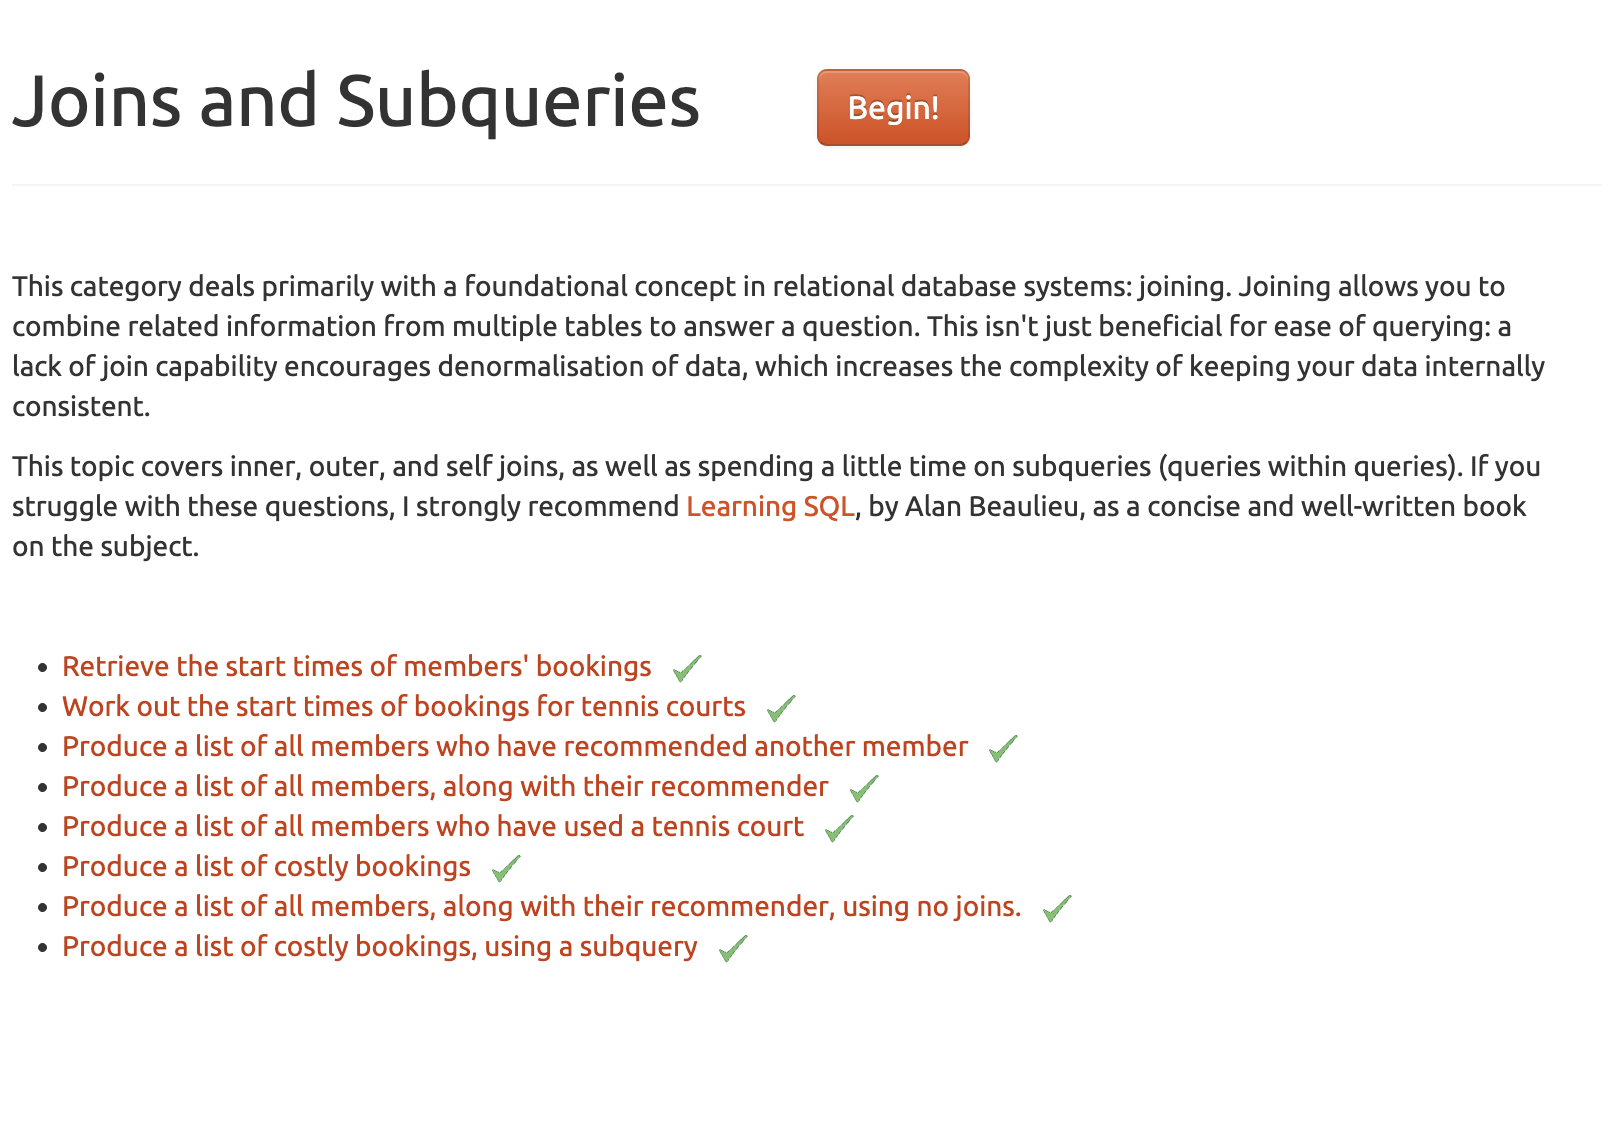 Joins and Subqueries
Begin!
This category deals primarily with a foundational concept in relational database systems: joining. Joining allows you to
combine related information from multiple tables to answer a question. This isn't just beneficial for ease of querying: a
lack of join capability encourages denormalisation of data, which increases the complexity of keeping your data internally
consistent.
This topic covers inner, outer, and self joins, as well as spending a little time on subqueries (queries within queries). If you
struggle with these questions, I strongly recommend Learning SQL, by Alan Beaulieu, as a concise and well-written book
on the subject.
Retrieve the start times of members' bookings
Work out the start times of bookings for tennis courts
Produce a list of all members who have recommended another member
Produce a list of all members, along with their recommender
Produce a list of all members who have used a tennis court
Produce a list of costly bookings
Produce a list of all members, along with their recommender, using no joins.
Produce a list of costly bookings, using a subquery